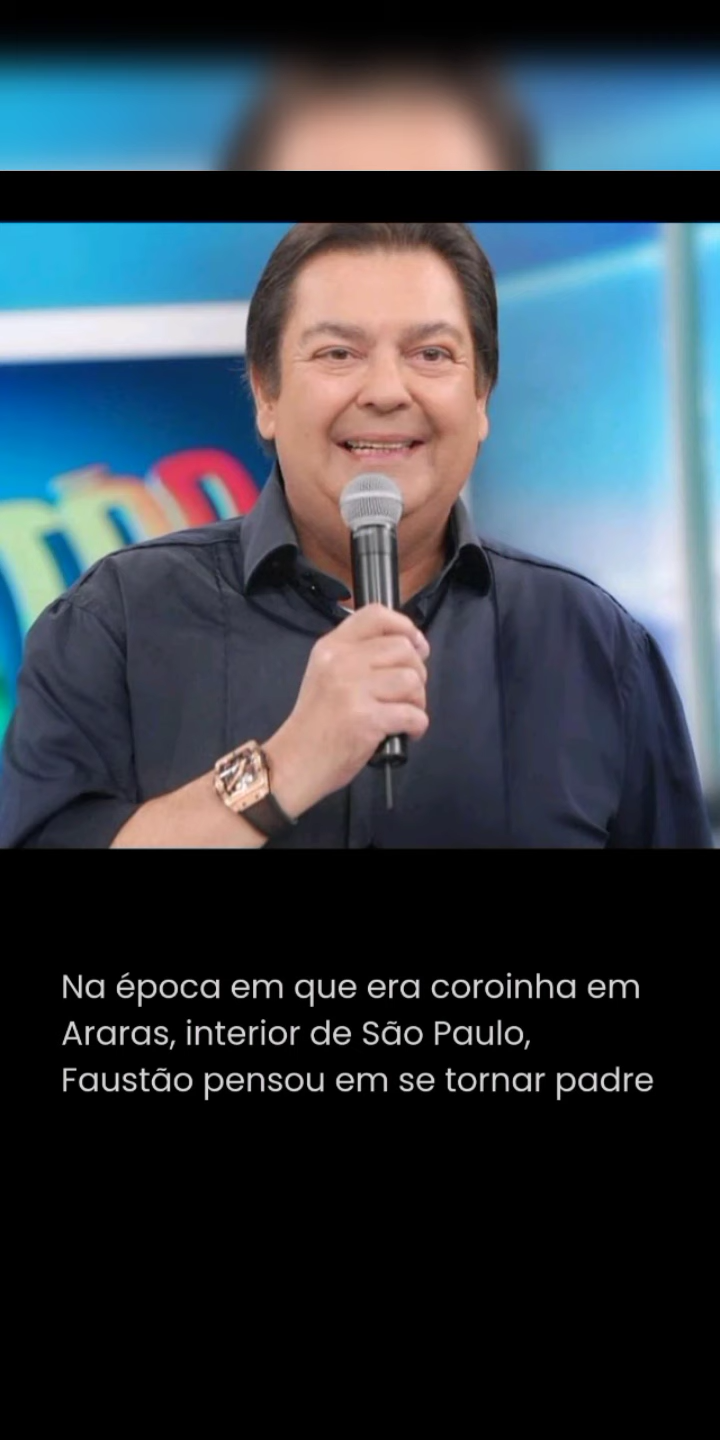 Na época em que era coroinha em
Araras, interior de São Paulo,
Faustão pensou em se tornar padre